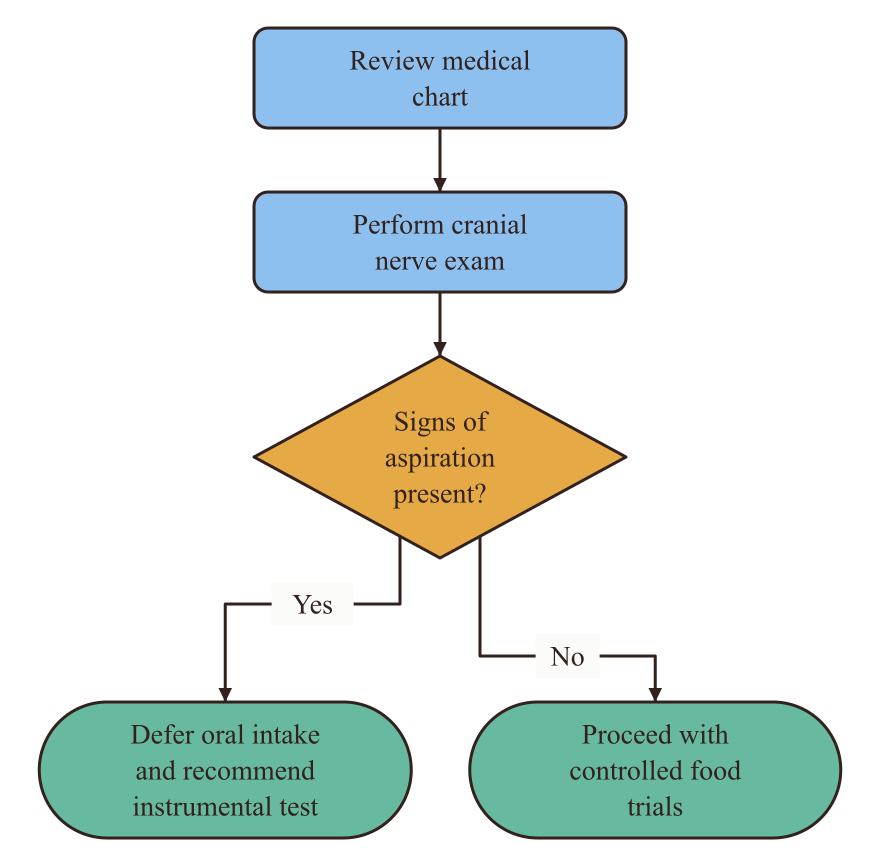 Review medical
chart
Perform cranial
nerve exam
Signs of
aspiration
present?
Yes
No
Defer oral intake
and recommend
instrumental test
Proceed with
controlled food
trials